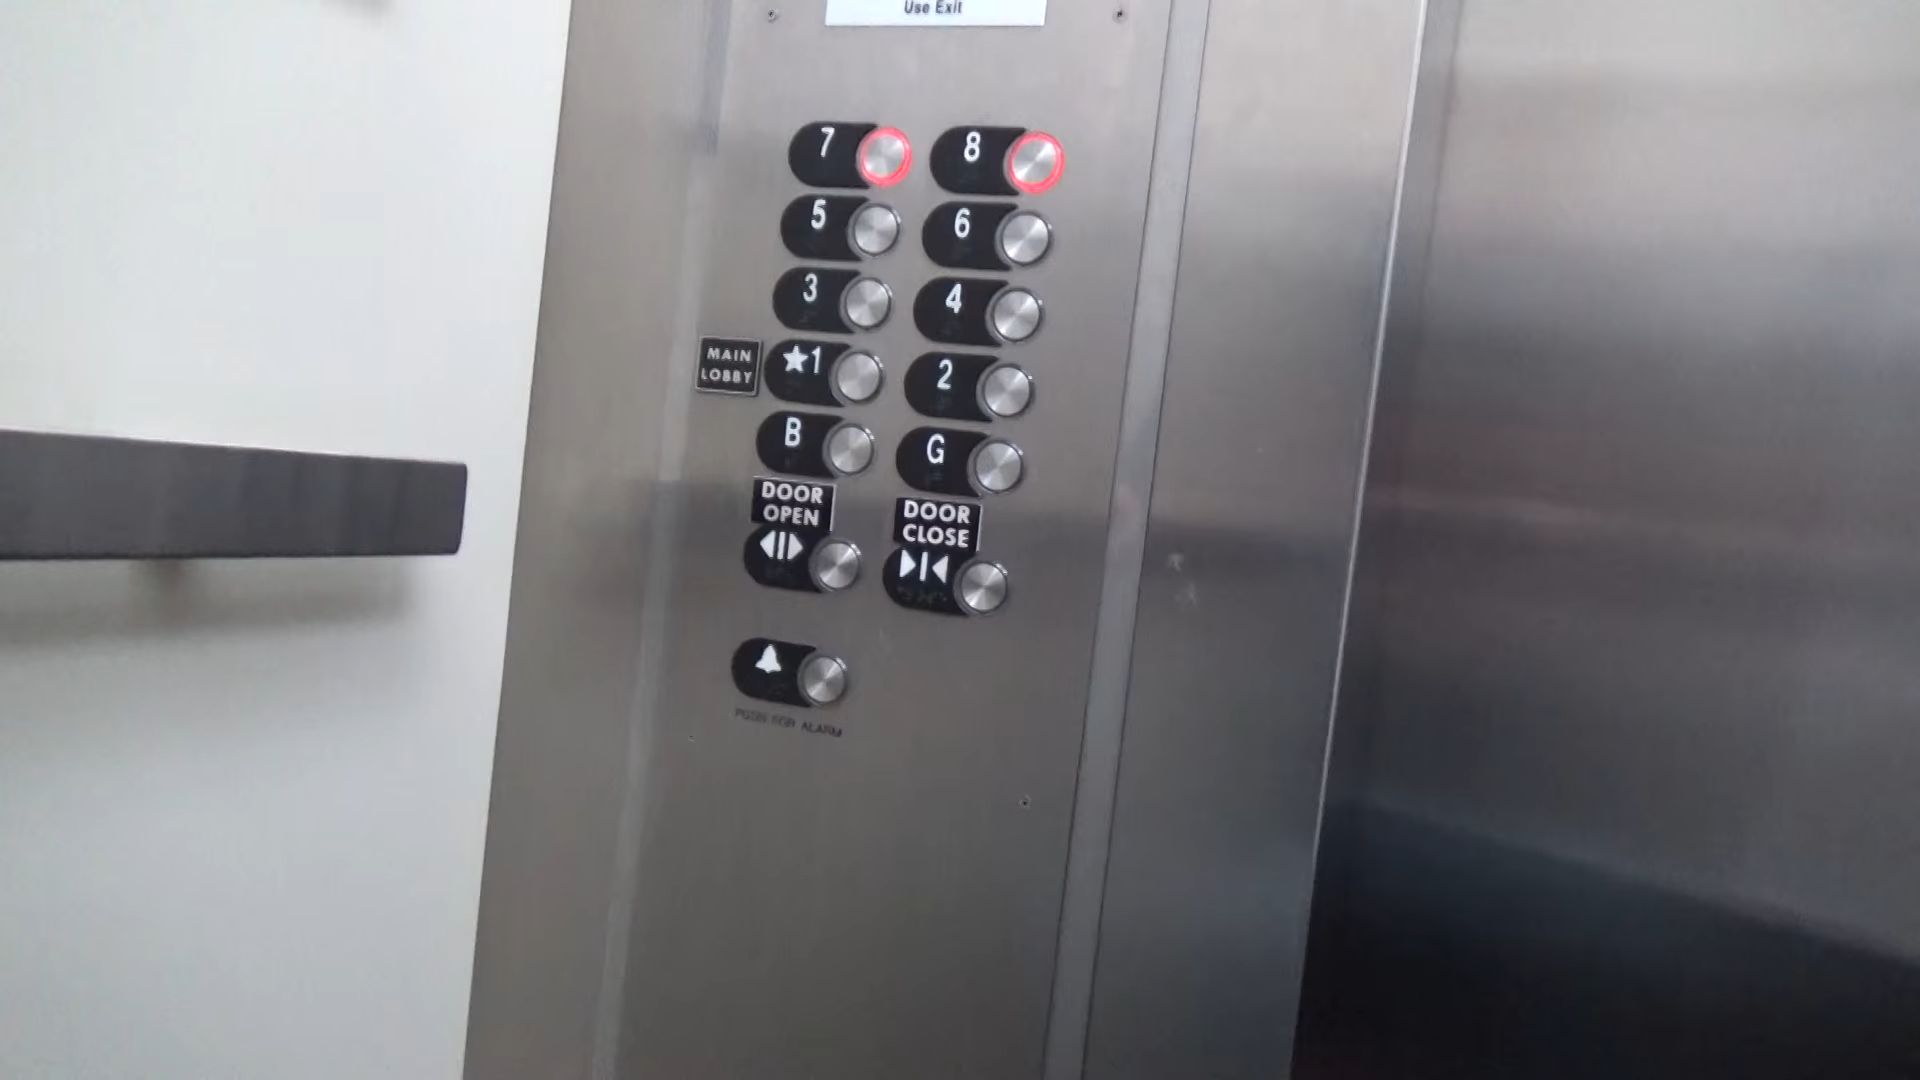 Use Exit
7 8
5 6
3 4
MAIN
LOBBY
★1 2
B G
DOOR
OPEN
DOOR
CLOSE
PUSH FOR ALARM